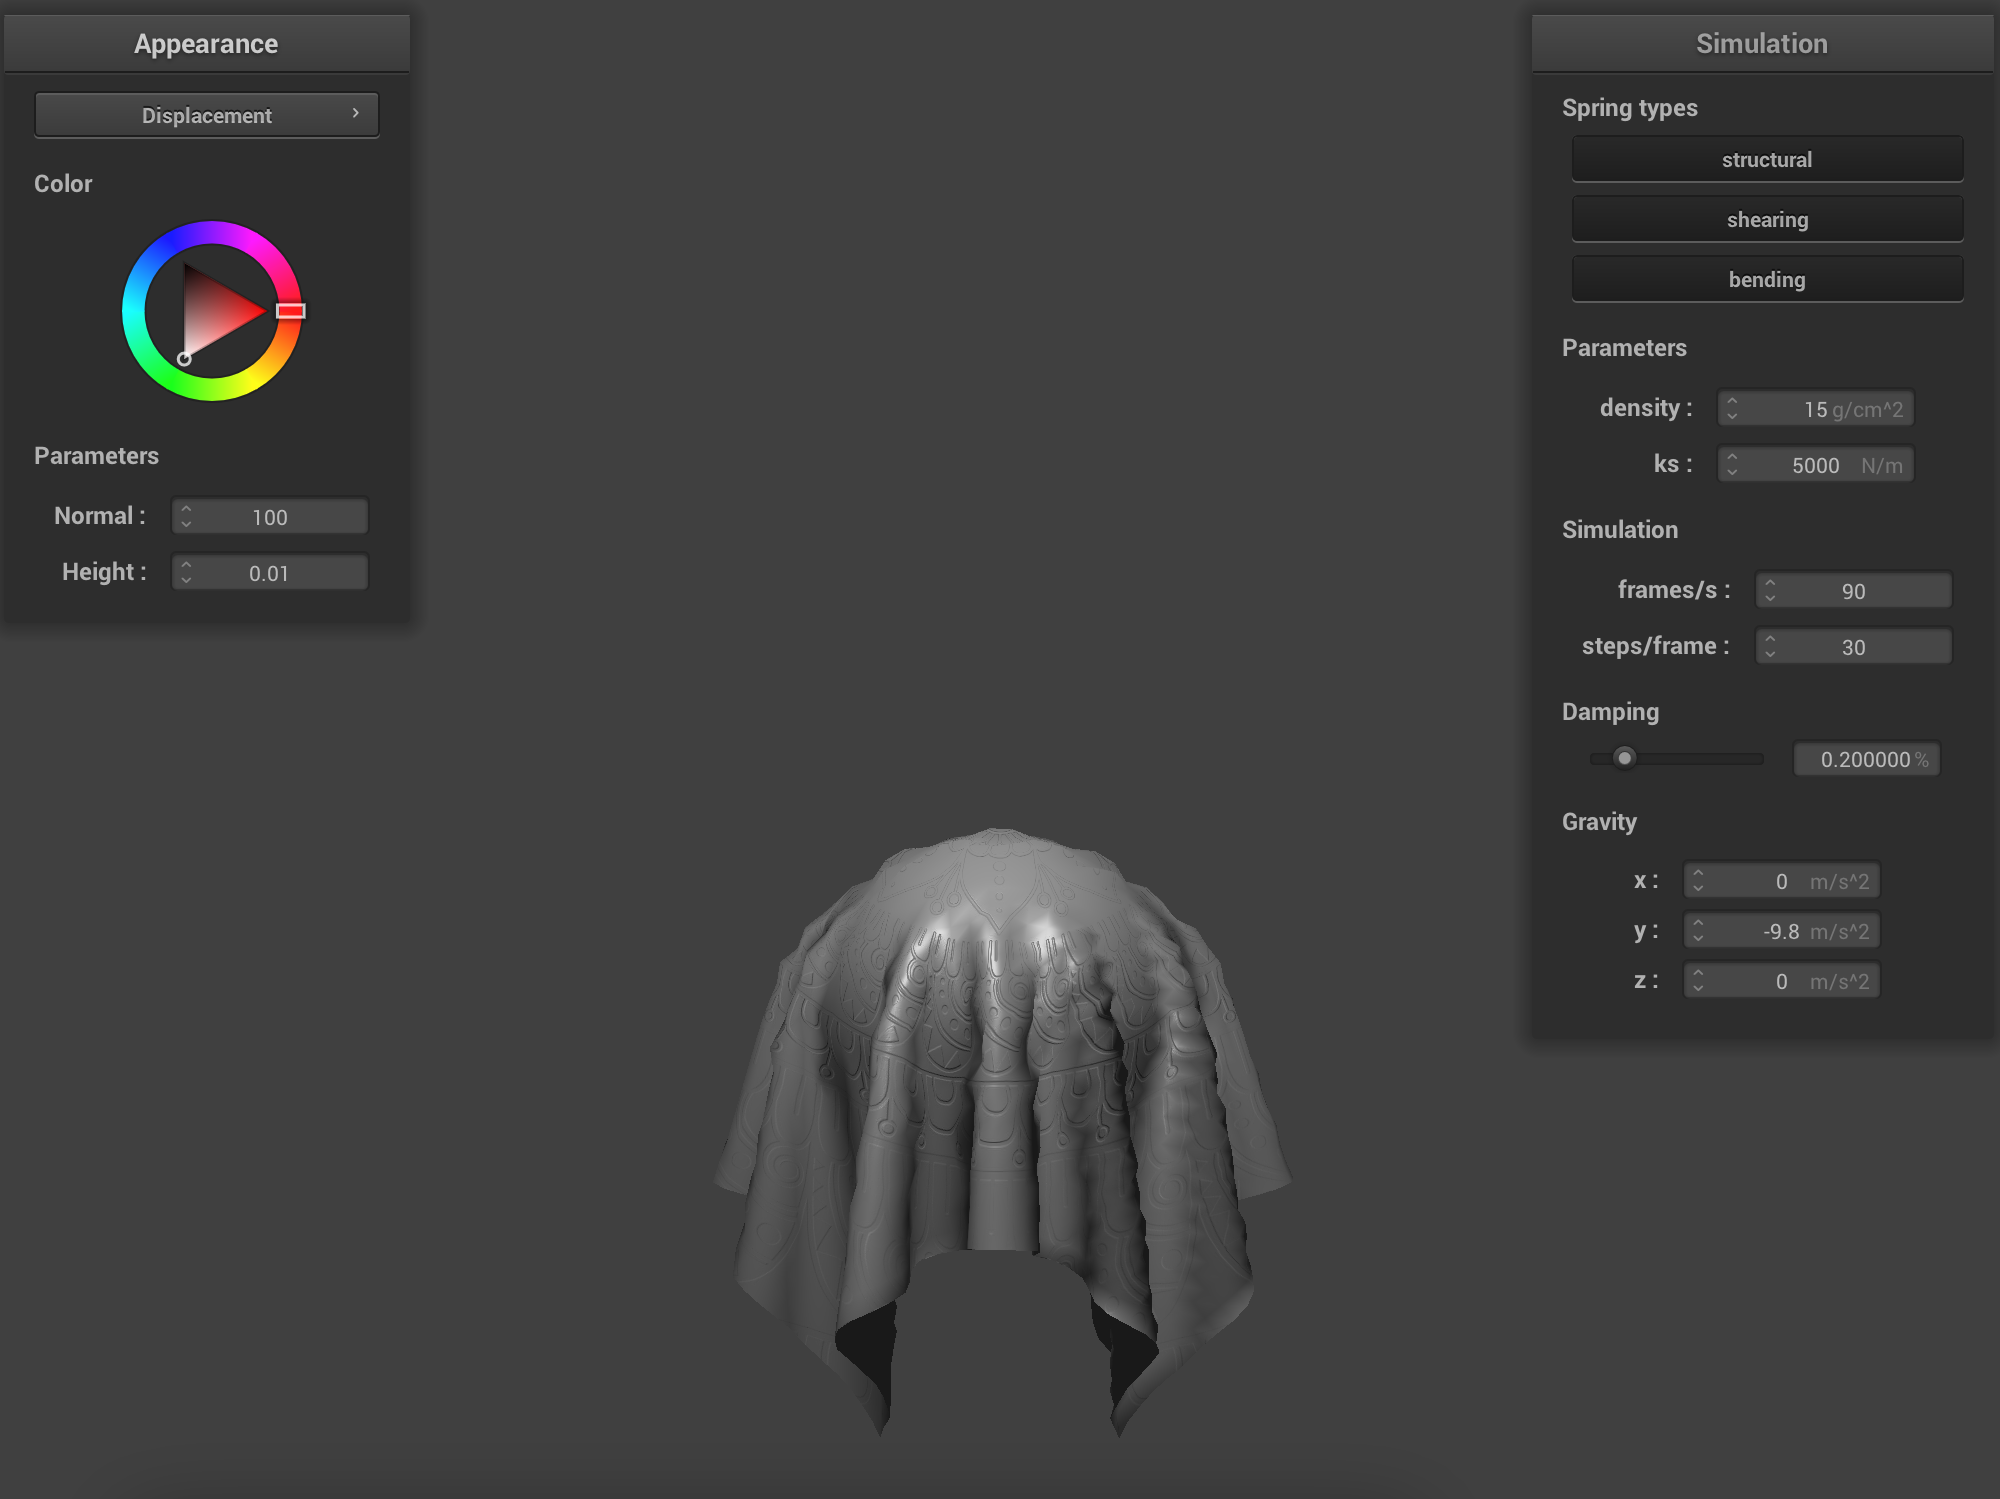 Appearance
Displacement
Color
Parameters
Normal : 100
Height : 0.01
Simulation
Spring types
structural
shearing
bending
Parameters
density : 15 g/cm^2
ks : 5000 N/m
Simulation
frames/s : 90
steps/frame : 30
Damping
0.200000 %
Gravity
x : 0 m/s^2
y : -9.8 m/s^2
z : 0 m/s^2